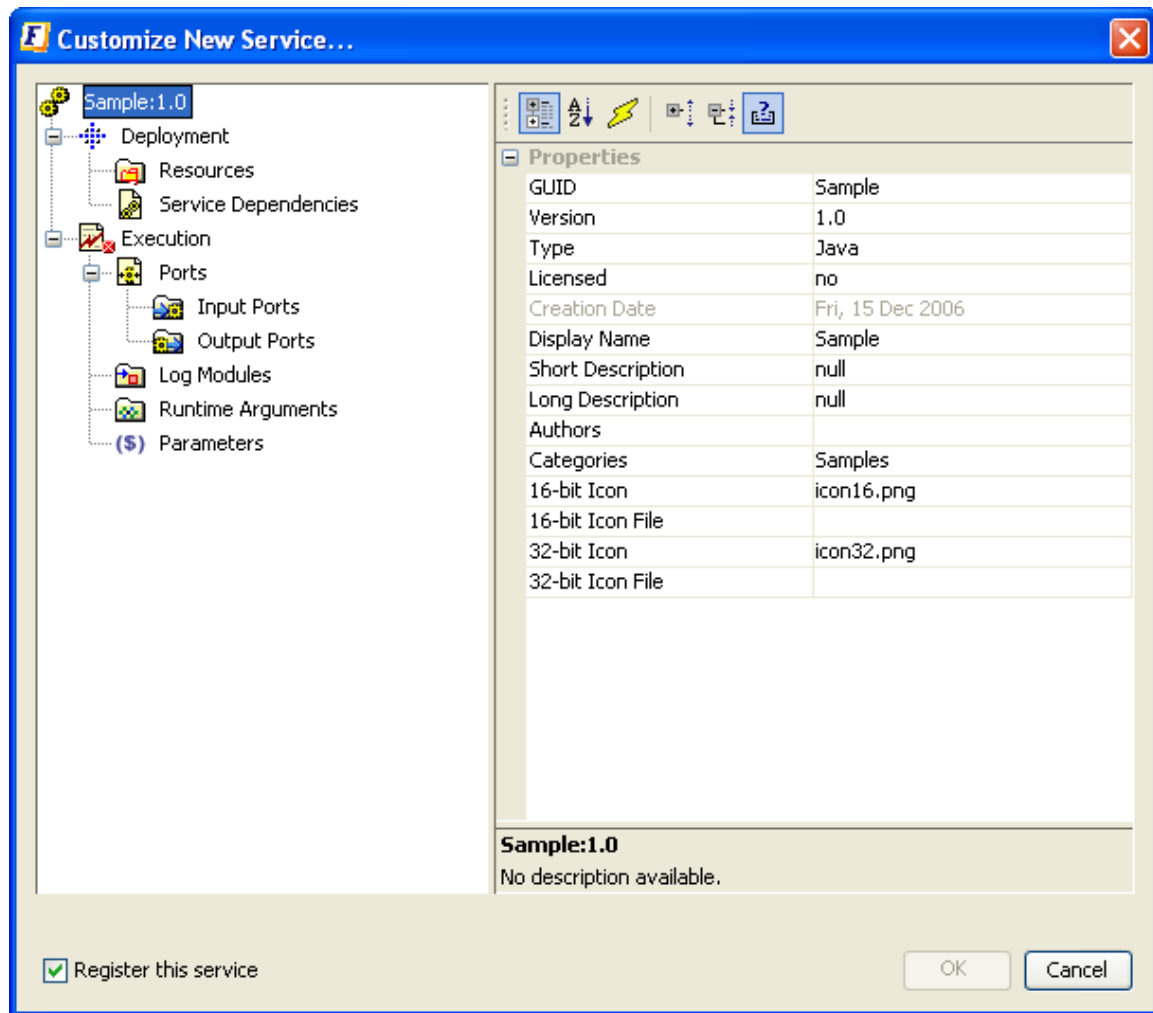 Customize New Service...
Sample:1.0
Deployment
Resources
Service Dependencies
Execution
Ports
Input Ports
Output Ports
Log Modules
Runtime Arguments
($) Parameters
Properties
GUID Sample
Version 1.0
Type Java
Licensed no
Creation Date Fri, 15 Dec 2006
Display Name Sample
Short Description null
Long Description null
Authors
Categories Samples
16-bit Icon icon16.png
16-bit Icon File
32-bit Icon icon32.png
32-bit Icon File
Sample:1.0
No description available.
Register this service
OK Cancel